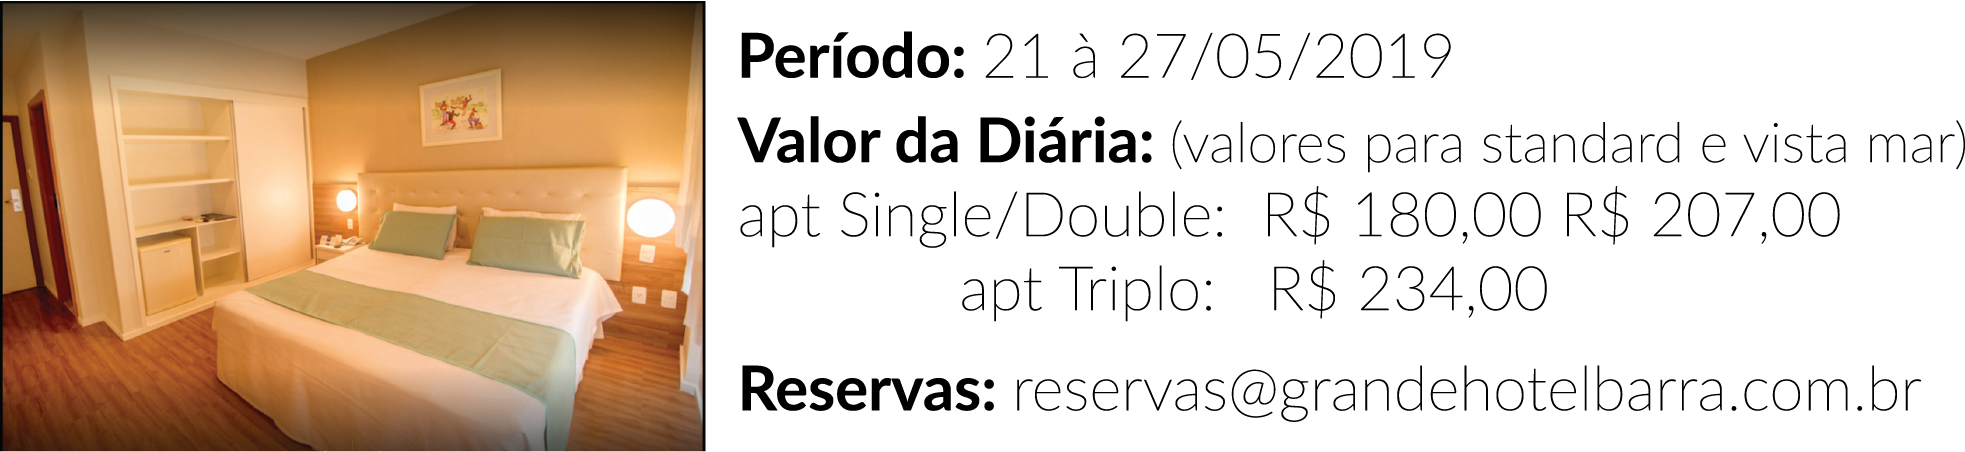 Período: 21 à 27/05/2019
Valor da Diária: (valores para standard e vista mar)
apt Single/Double: R$ 180,00 R$ 207,00
apt Triplo: R$ 234,00
Reservas: reservas@grandehotelbarra.com.br